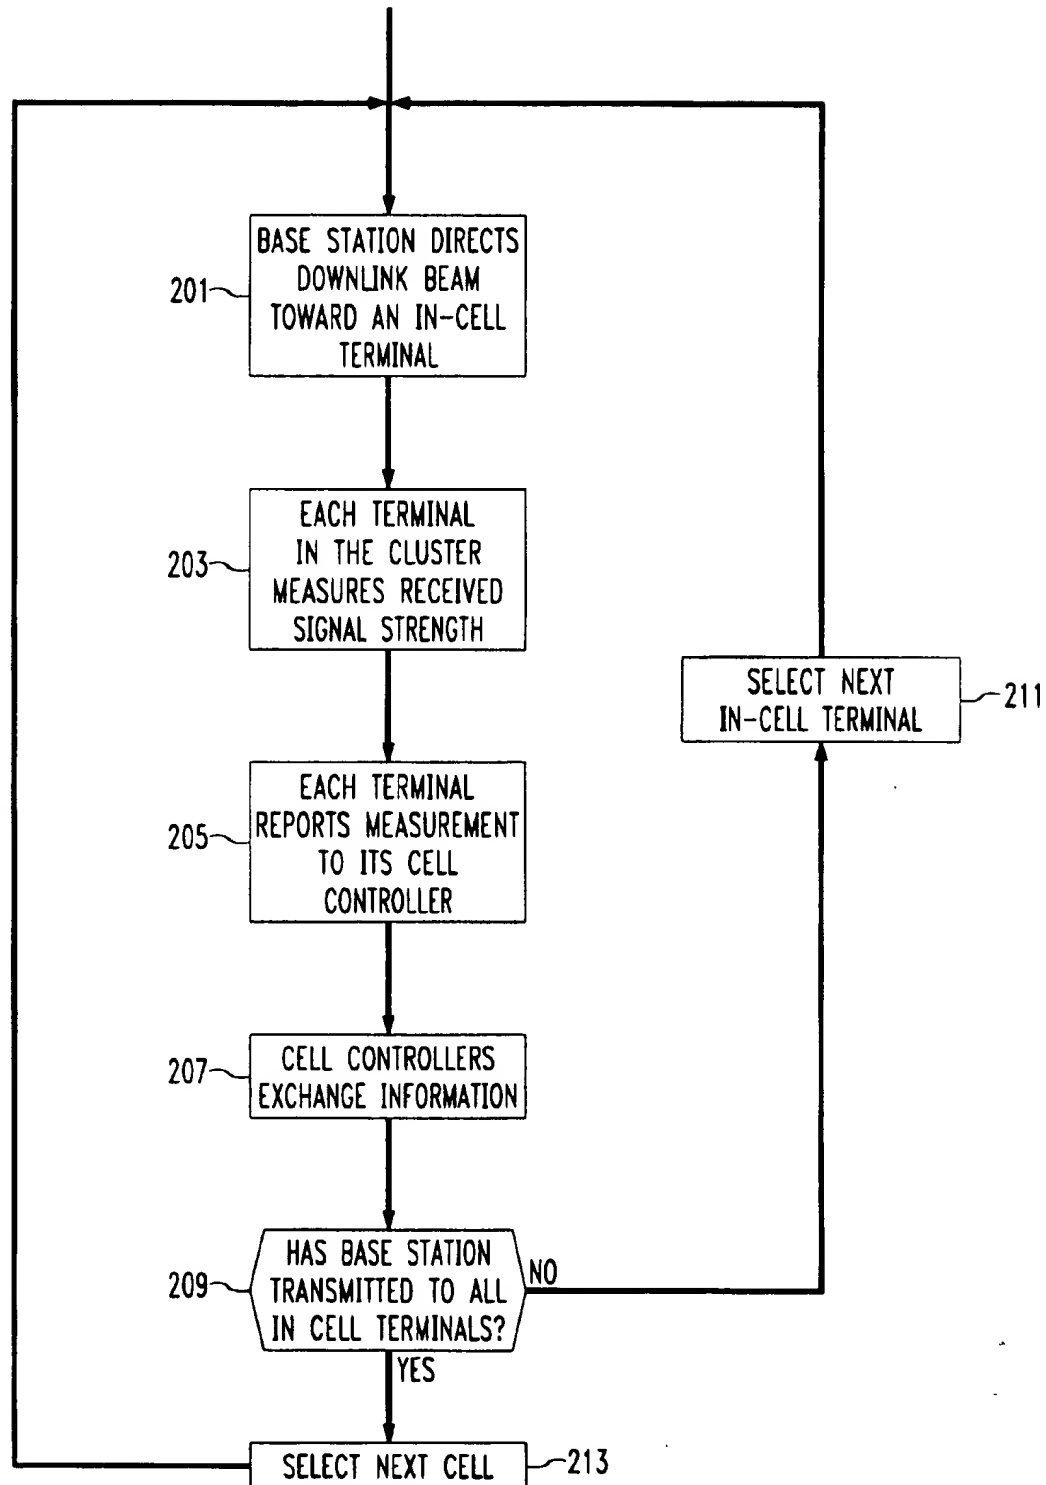 BASE STATION DIRECTS
DOWNLINK BEAM
TOWARD AN IN-CELL
TERMINAL
201
EACH TERMINAL
IN THE CLUSTER
MEASURES RECEIVED
SIGNAL STRENGTH
203
SELECT NEXT
IN-CELL TERMINAL
211
EACH TERMINAL
REPORTS MEASUREMENT
TO ITS CELL
CONTROLLER
205
CELL CONTROLLERS
EXCHANGE INFORMATION
207
HAS BASE STATION
TRANSMITTED TO ALL
IN CELL TERMINALS?
209
NO
YES
SELECT NEXT CELL
213